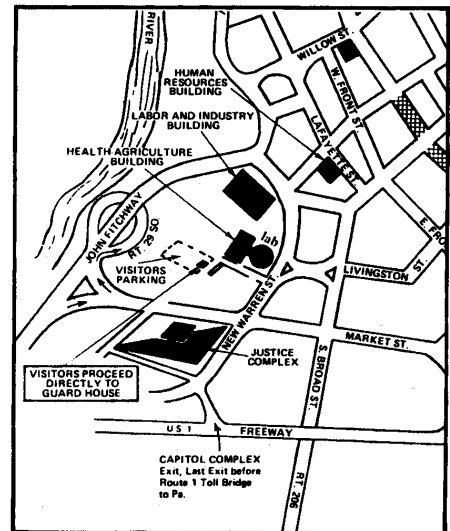 RIVER
WILLOW ST.
W. FRONT ST.
HUMAN
RESOURCES
BUILDING
LAFAYETTE ST.
LABOR AND INDUSTRY
BUILDING
HEALTH AGRICULTURE
BUILDING
lab
JOHN FITCHWAY
RT. 29 SO.
VISITORS
PARKING
E. FRO
LIVINGSTON
ST.
NEW WARREN ST.
MARKET ST.
JUSTICE
COMPLEX
VISITORS PROCEED
DIRECTLY TO
GUARD HOUSE
S. BROAD ST.
US 1
FREEWAY
CAPITOL COMPLEX
Exit, Last Exit before
Route 1 Toll Bridge
to Pa.
RT. 206